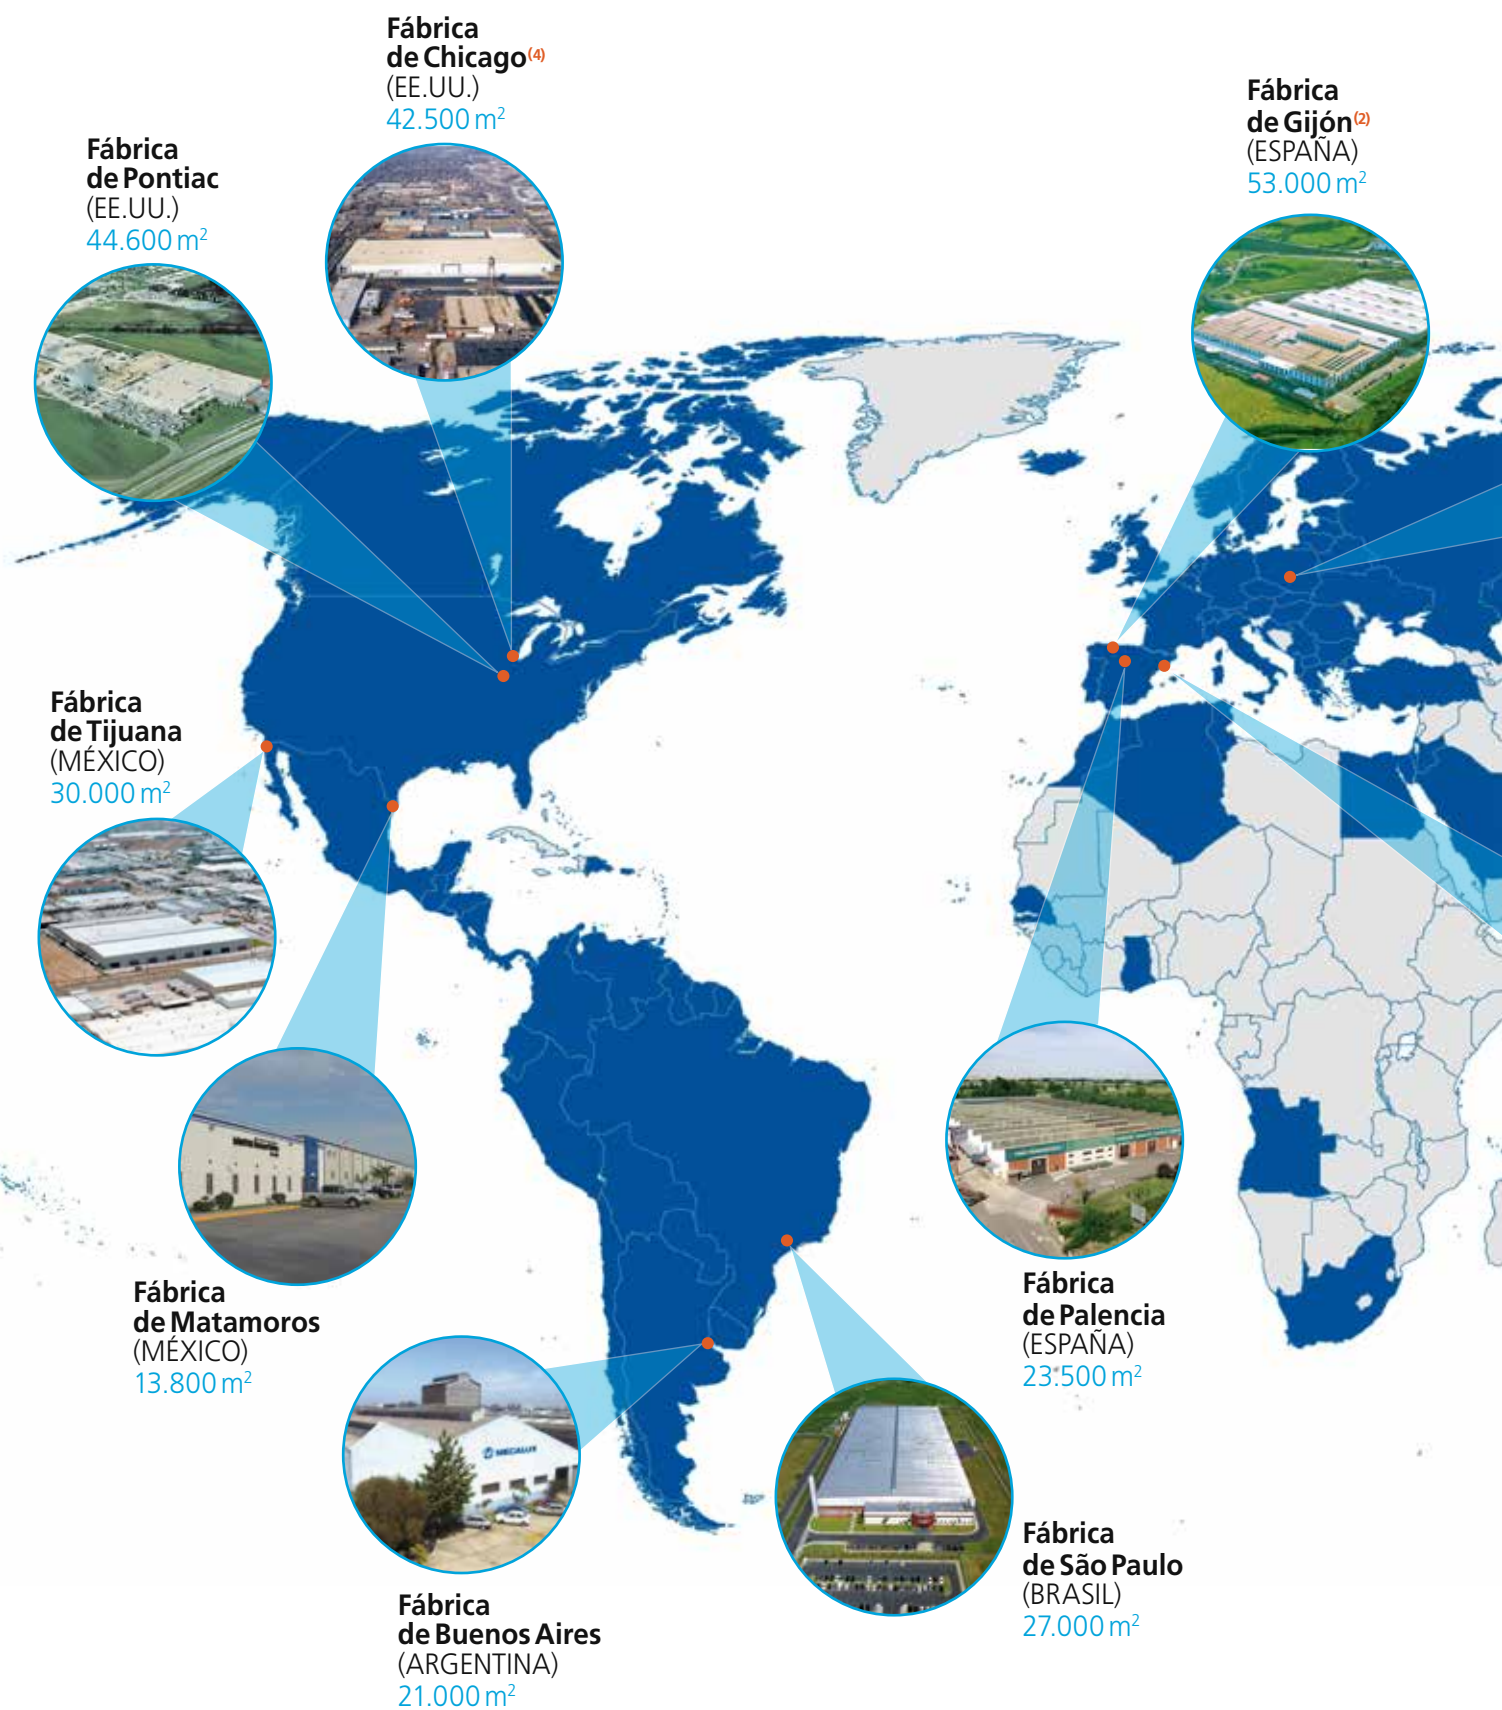 Fábrica
de Chicago(4)
(EE.UU.)
42.500 m²
Fábrica
de Gijón(2)
(ESPAÑA)
53.000 m²
Fábrica
de Pontiac
(EE.UU.)
44.600 m²
Fábrica
de Tijuana
(MÉXICO)
30.000 m²
Fábrica
de Matamoros
(MÉXICO)
13.800 m²
Fábrica
de Palencia
(ESPAÑA)
23.500 m²
MECALUX
Fábrica
de São Paulo
(BRASIL)
27.000 m²
Fábrica
de Buenos Aires
(ARGENTINA)
21.000 m²